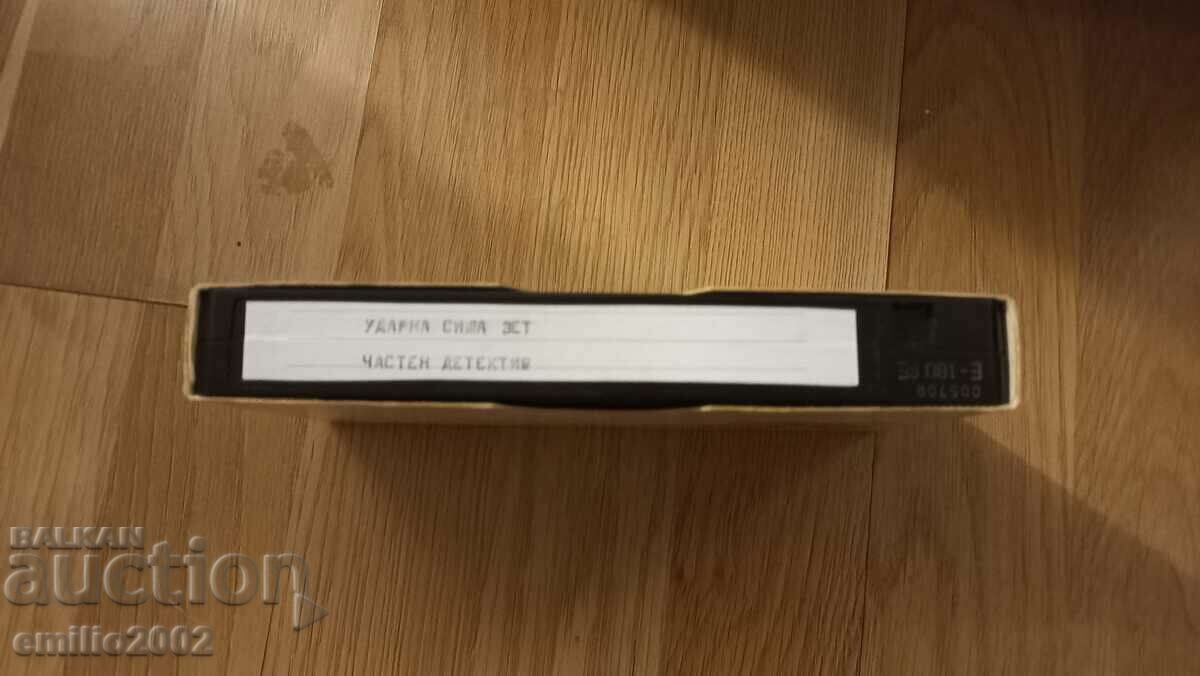 УДАРНА СИЛА ЗЕТ
ЧАСТЕН ДЕТЕКТИВ
E-180
BALKAN
auction
emilio2002